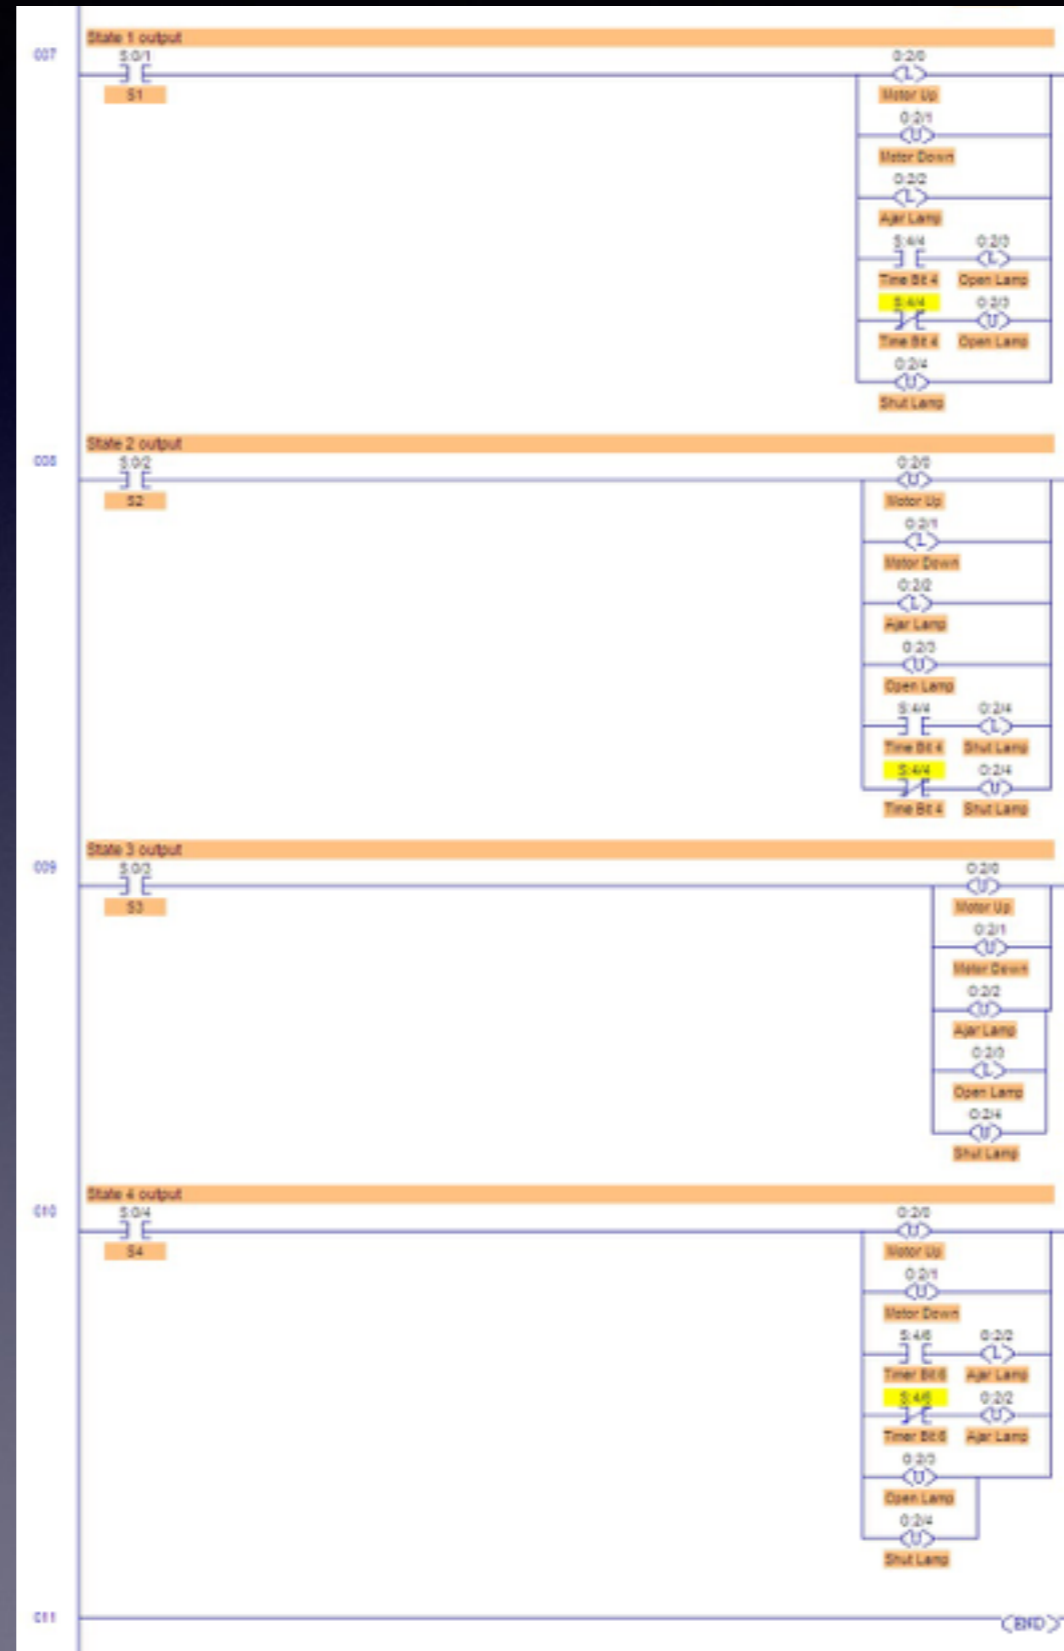 State 1 output
007
S:0/1
S1
O:2/0
(L)
Motor Up
O:2/1
(U)
Motor Down
O:2/2
(L)
Ajar Lamp
S:4/4 O:2/3
(L)
Time Bit 4 Open Lamp
S:4/4 O:2/3
(U)
Time Bit 4 Open Lamp
O:2/4
(U)
Shut Lamp
State 2 output
008
S:0/2
S2
O:2/0
(U)
Motor Up
O:2/1
(L)
Motor Down
O:2/2
(L)
Ajar Lamp
O:2/3
(U)
Open Lamp
S:4/4 O:2/4
(L)
Time Bit 4 Shut Lamp
S:4/4 O:2/4
(U)
Time Bit 4 Shut Lamp
State 3 output
009
S:0/3
S3
O:2/0
(U)
Motor Up
O:2/1
(U)
Motor Down
O:2/2
(U)
Ajar Lamp
O:2/3
(L)
Open Lamp
O:2/4
(U)
Shut Lamp
State 4 output
010
S:0/4
S4
O:2/0
(U)
Motor Up
O:2/1
(U)
Motor Down
S:4/6 O:2/2
(L)
Timer Bit 6 Ajar Lamp
S:4/6 O:2/2
(U)
Timer Bit 6 Ajar Lamp
O:2/3
(U)
Open Lamp
O:2/4
(U)
Shut Lamp
011
(END)